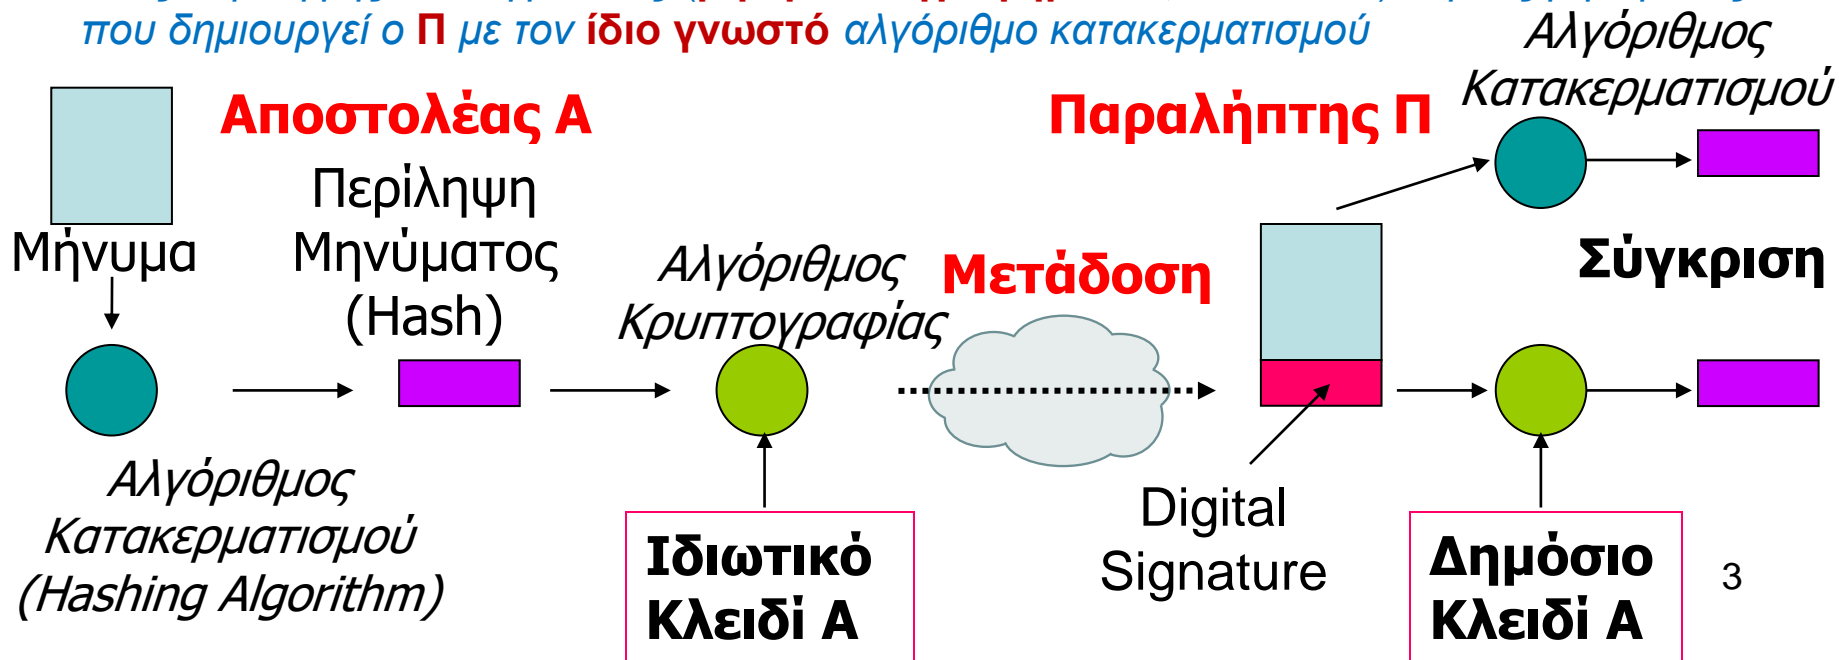 που δημιουργεί ο Π με τον ίδιο γνωστό αλγόριθμο κατακερματισμού
Αποστολέας Α
Μήνυμα
Περίληψη
Μηνύματος
(Hash)
Αλγόριθμος
Κατακερματισμού
(Hashing Algorithm)
Αλγόριθμος
Κρυπτογραφίας
Ιδιωτικό
Κλειδί Α
Μετάδοση
Παραλήπτης Π
Digital
Signature
Αλγόριθμος
Κατακερματισμού
Σύγκριση
Δημόσιο
Κλειδί Α
3